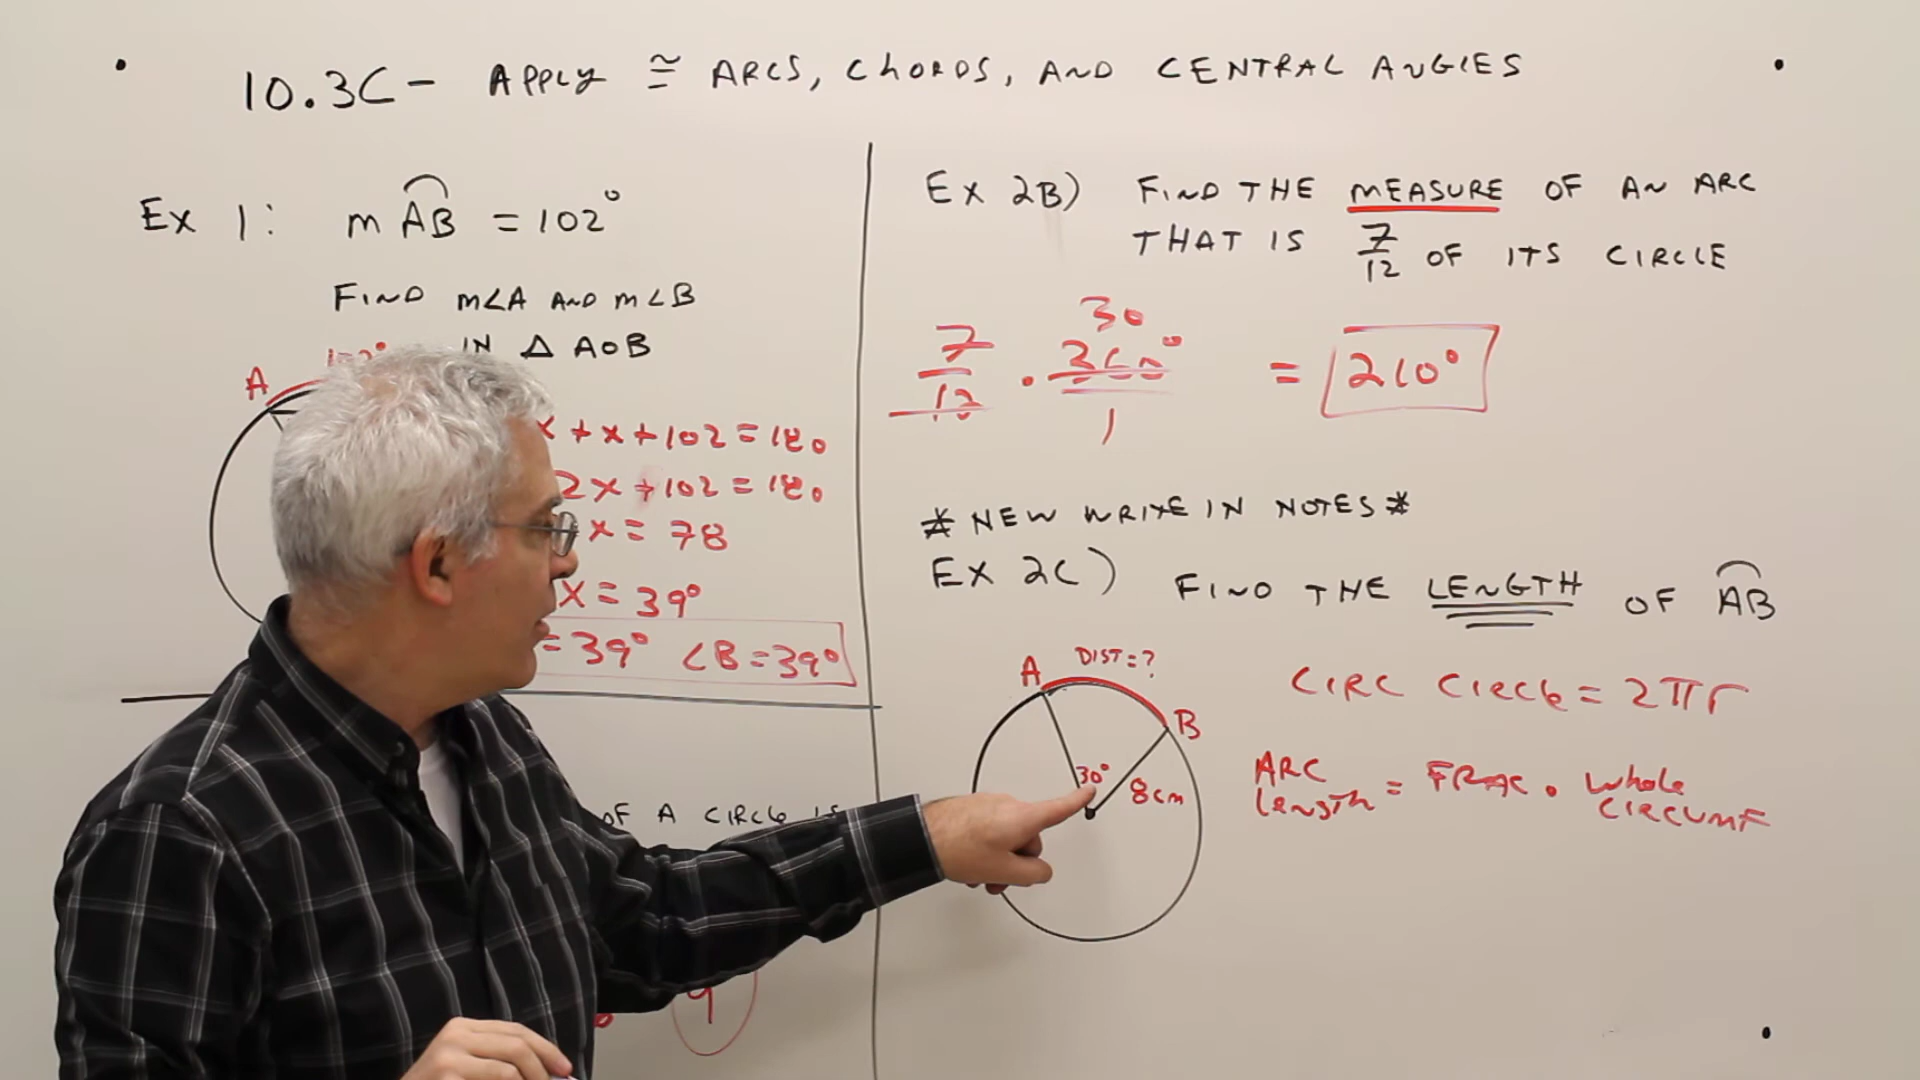 10.3C - APPLY ≅ ARCS, CHORDS, AND CENTRAL ANGLES
Ex 1: m AB = 102°
FIND m∠A AND m∠B
IN △ AOB
A
x + x + 102 = 180
2x + 102 = 180
x = 78
x = 39°
= 39° ∠B = 39°
OF A CIRCLE IS
9
Ex 2B) FIND THE MEASURE OF AN ARC
THAT IS 7/12 OF ITS CIRCLE
7/12 · 360°/1 = 210°
30
* NEW WRITE IN NOTES *
Ex 2C) FIND THE LENGTH OF AB
A DIST = ?
B
30°
8cm
CIRC CIRCLE = 2πr
ARC LENGTH = FRAC · WHOLE CIRCUMF